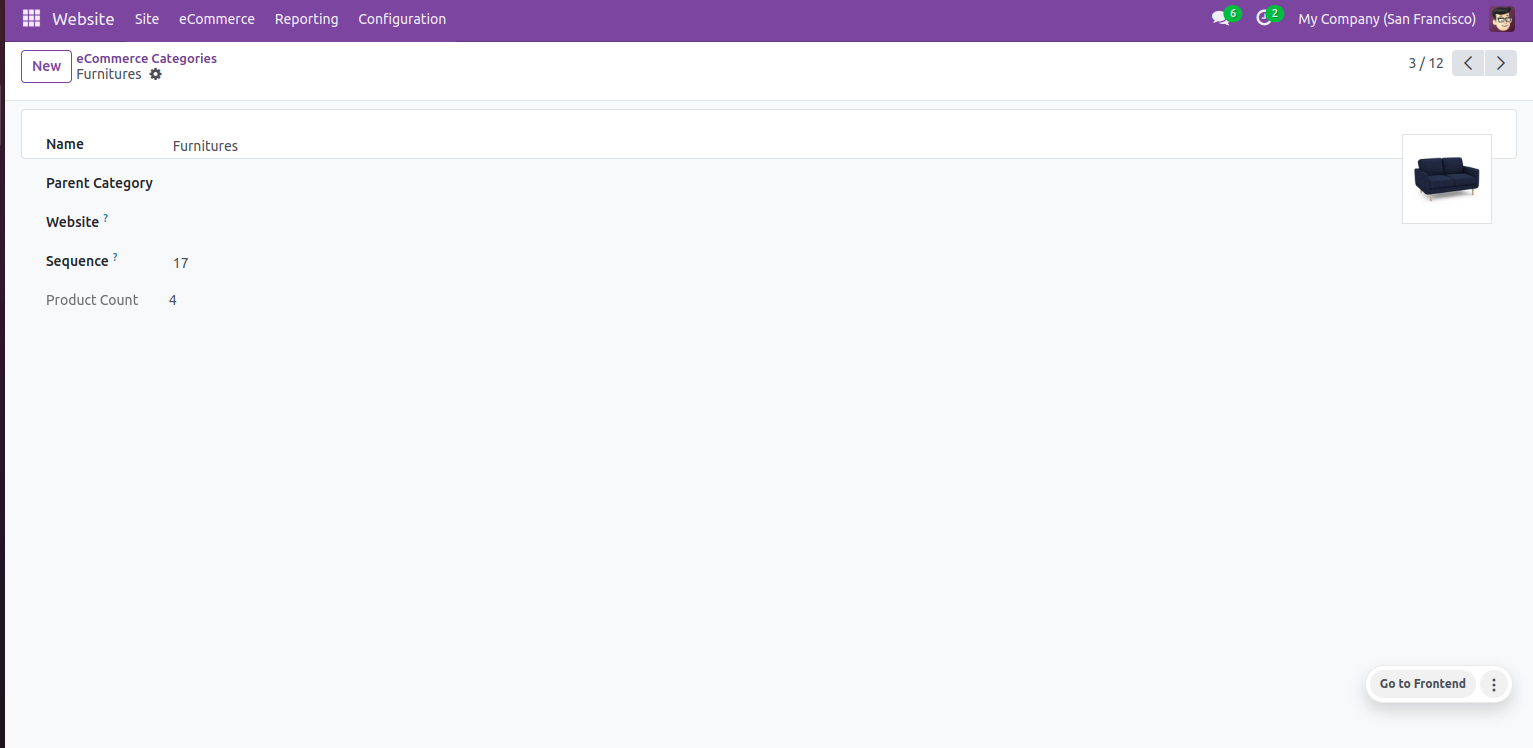 Website Site eCommerce Reporting Configuration 6 2 My Company (San Francisco)
New
eCommerce Categories
Furnitures
3 / 12
Name Furnitures
Parent Category
Website ?
Sequence ? 17
Product Count 4
Go to Frontend